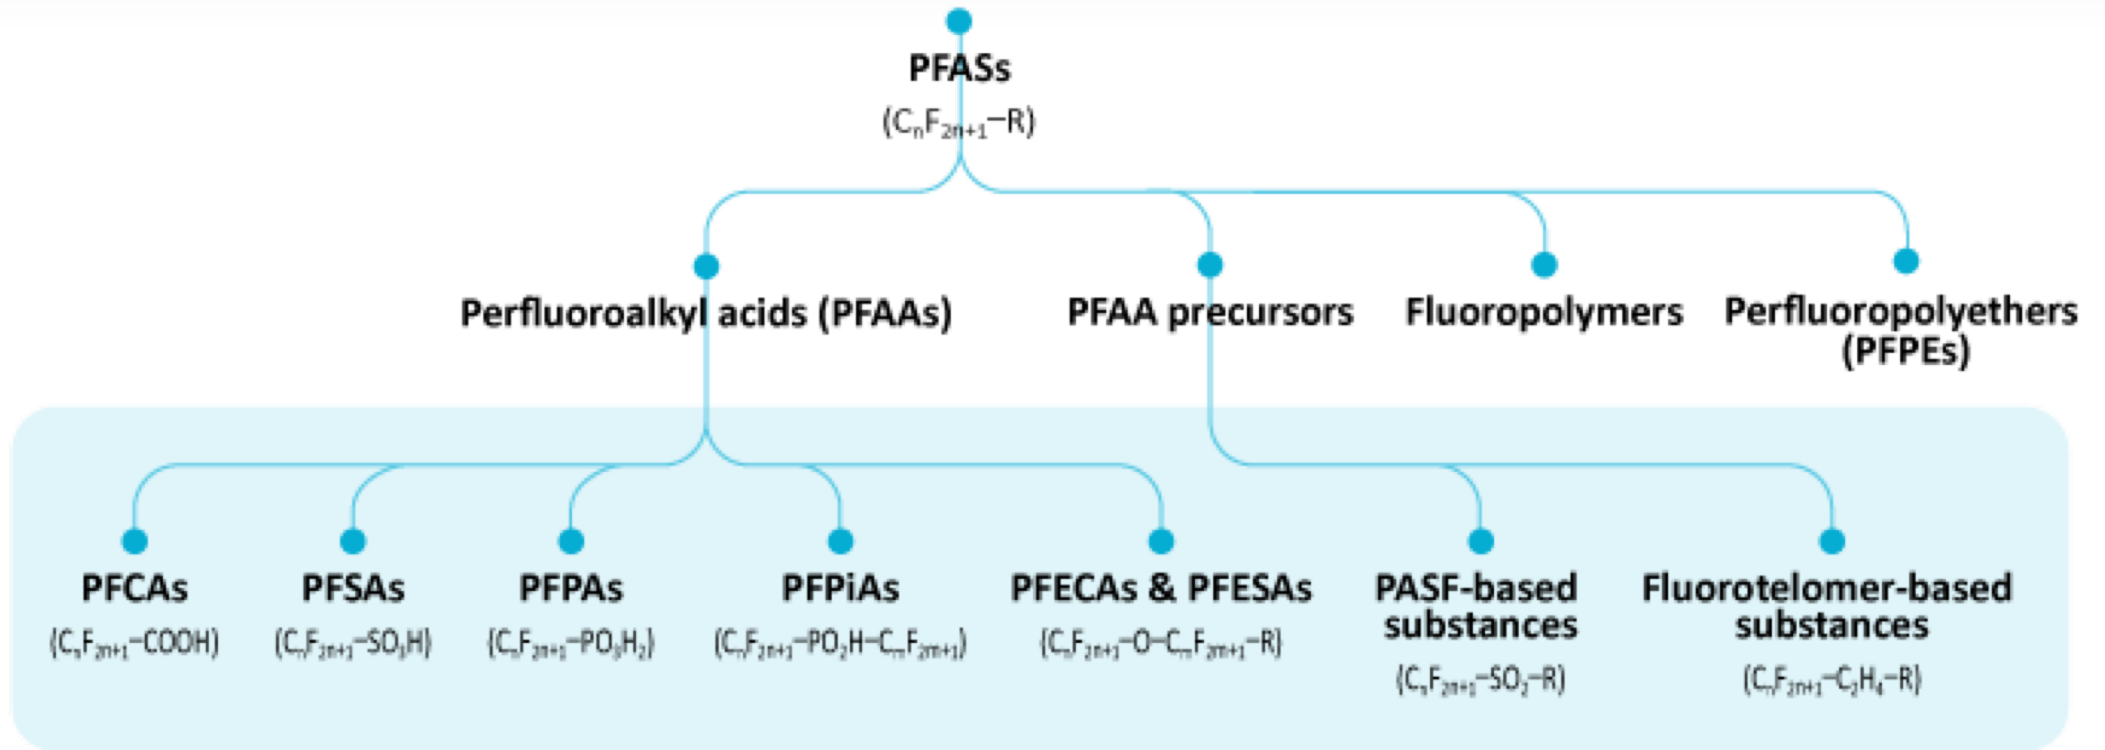 PFASs
(CₙF₂ₙ₊₁–R)
Perfluoroalkyl acids (PFAAs)
PFAA precursors
Fluoropolymers
Perfluoropolyethers
(PFPEs)
PFCAs
(CₙF₂ₙ₊₁–COOH)
PFSAs
(CₙF₂ₙ₊₁–SO₃H)
PFPAs
(CₙF₂ₙ₊₁–PO₃H₂)
PFPiAs
(CₙF₂ₙ₊₁–PO₂H–CₘF₂ₘ₊₁)
PFECAs & PFESAs
(CₙF₂ₙ₊₁–O–CₘF₂ₘ₊₁–R)
PASF-based
substances
(CₙF₂ₙ₊₁–SO₂–R)
Fluorotelomer-based
substances
(CₙF₂ₙ₊₁–C₂H₄–R)